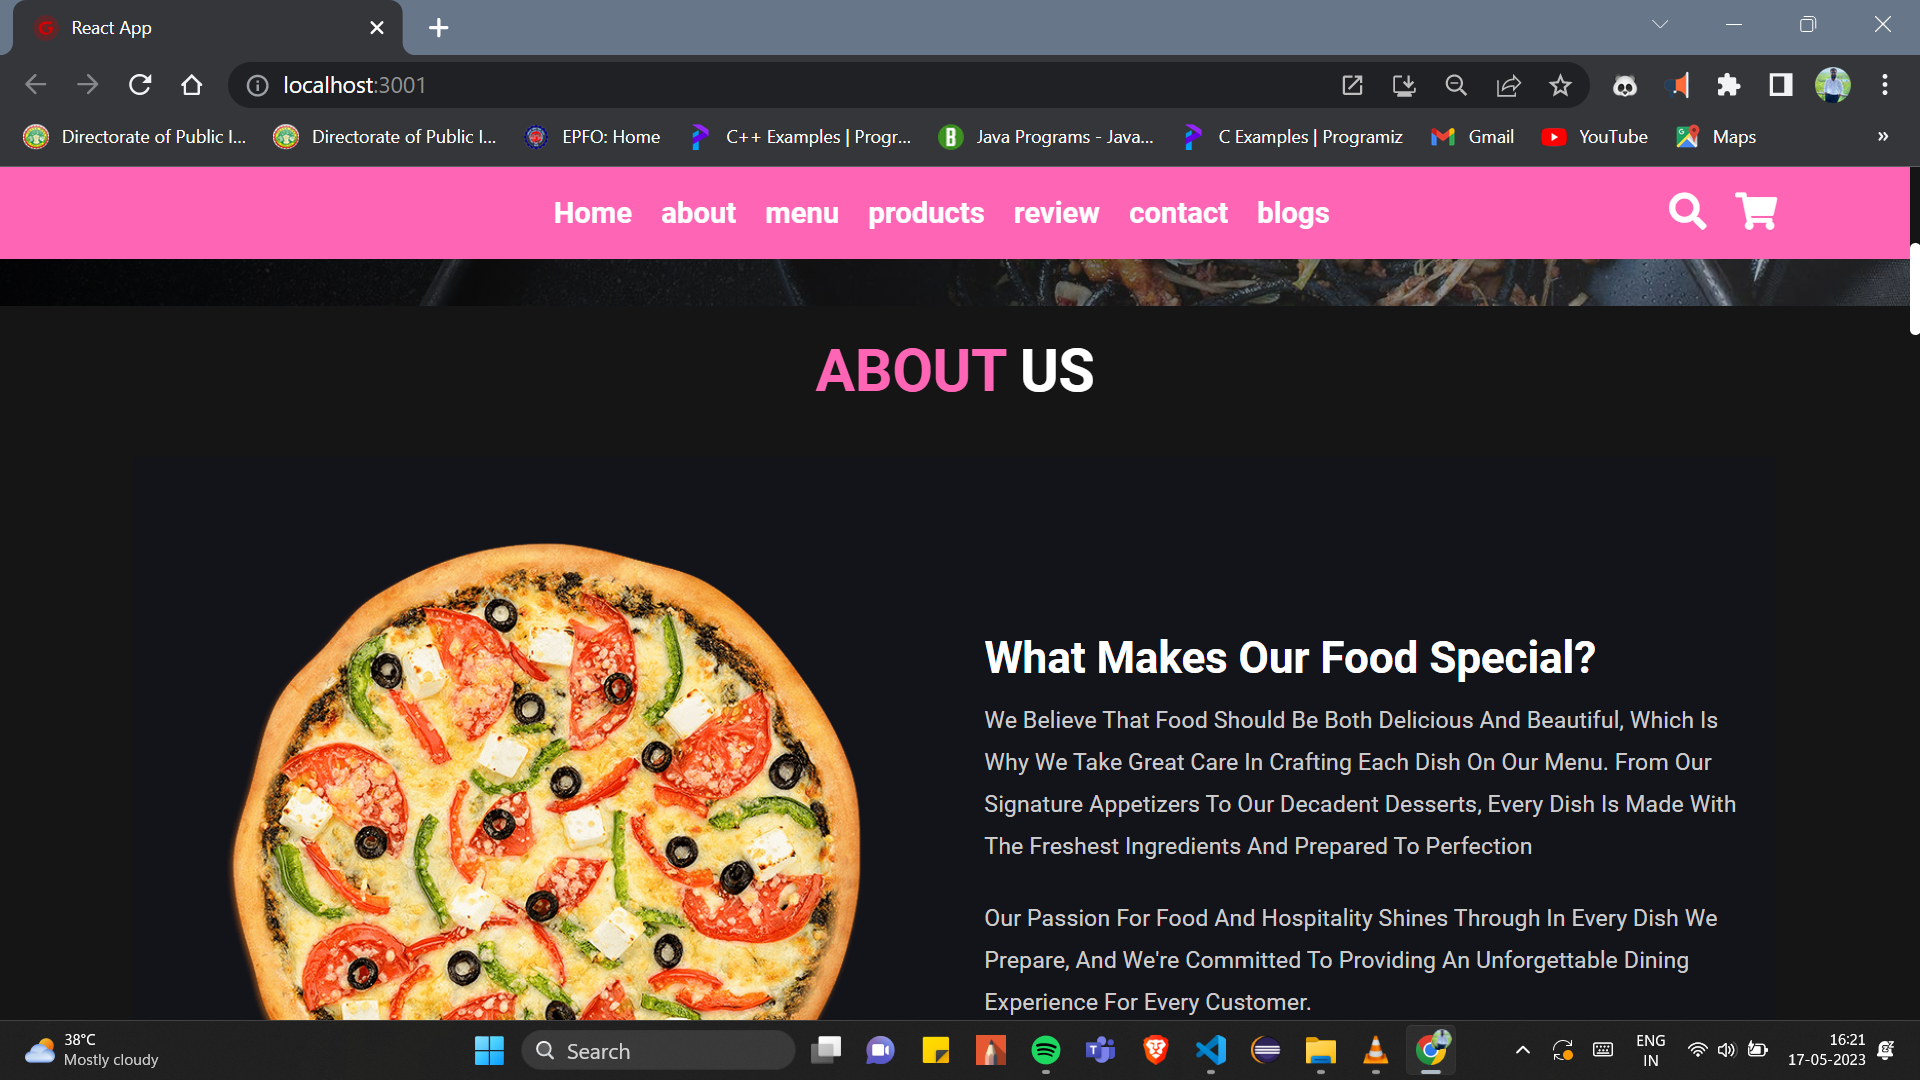 React App
localhost:3001
Directorate of Public I... Directorate of Public I... EPFO: Home C++ Examples | Progr... Java Programs - Java... C Examples | Programiz Gmail YouTube Maps »
Home about menu products review contact blogs
ABOUT US
What Makes Our Food Special?
We Believe That Food Should Be Both Delicious And Beautiful, Which Is
Why We Take Great Care In Crafting Each Dish On Our Menu. From Our
Signature Appetizers To Our Decadent Desserts, Every Dish Is Made With
The Freshest Ingredients And Prepared To Perfection
Our Passion For Food And Hospitality Shines Through In Every Dish We
Prepare, And We're Committed To Providing An Unforgettable Dining
Experience For Every Customer.
38°C
Mostly cloudy
Search
ENG
IN
16:21
17-05-2023